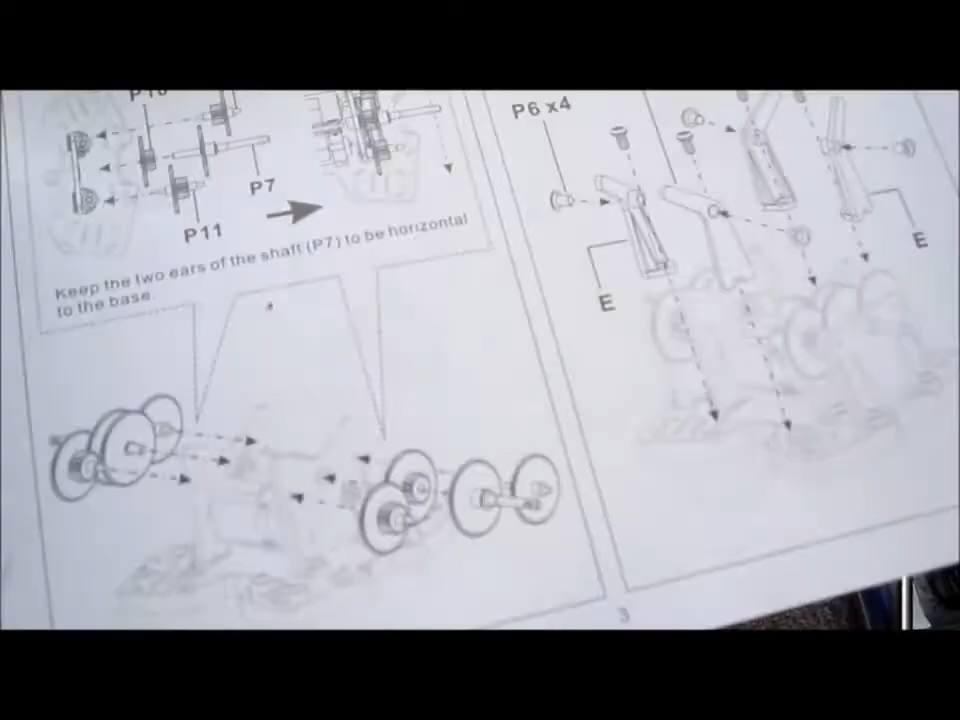 P10
P7
P11
Keep the two ears of the shaft (P7) to be horizontal
to the base.
P6 x4
E
E
3